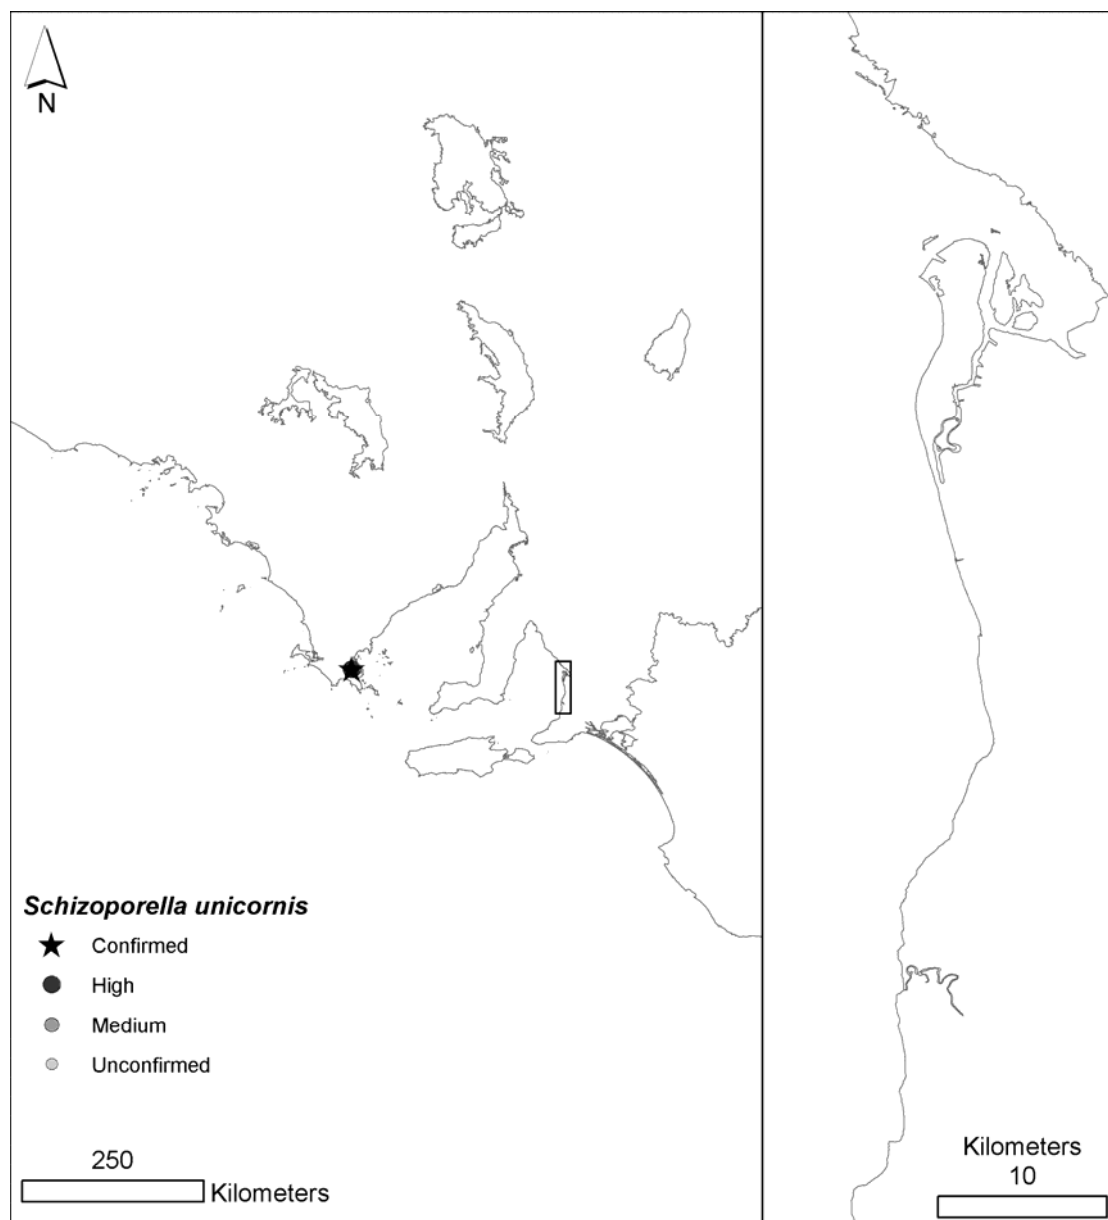 N
Schizoporella unicornis
Confirmed
High
Medium
Unconfirmed
250
Kilometers
Kilometers
10